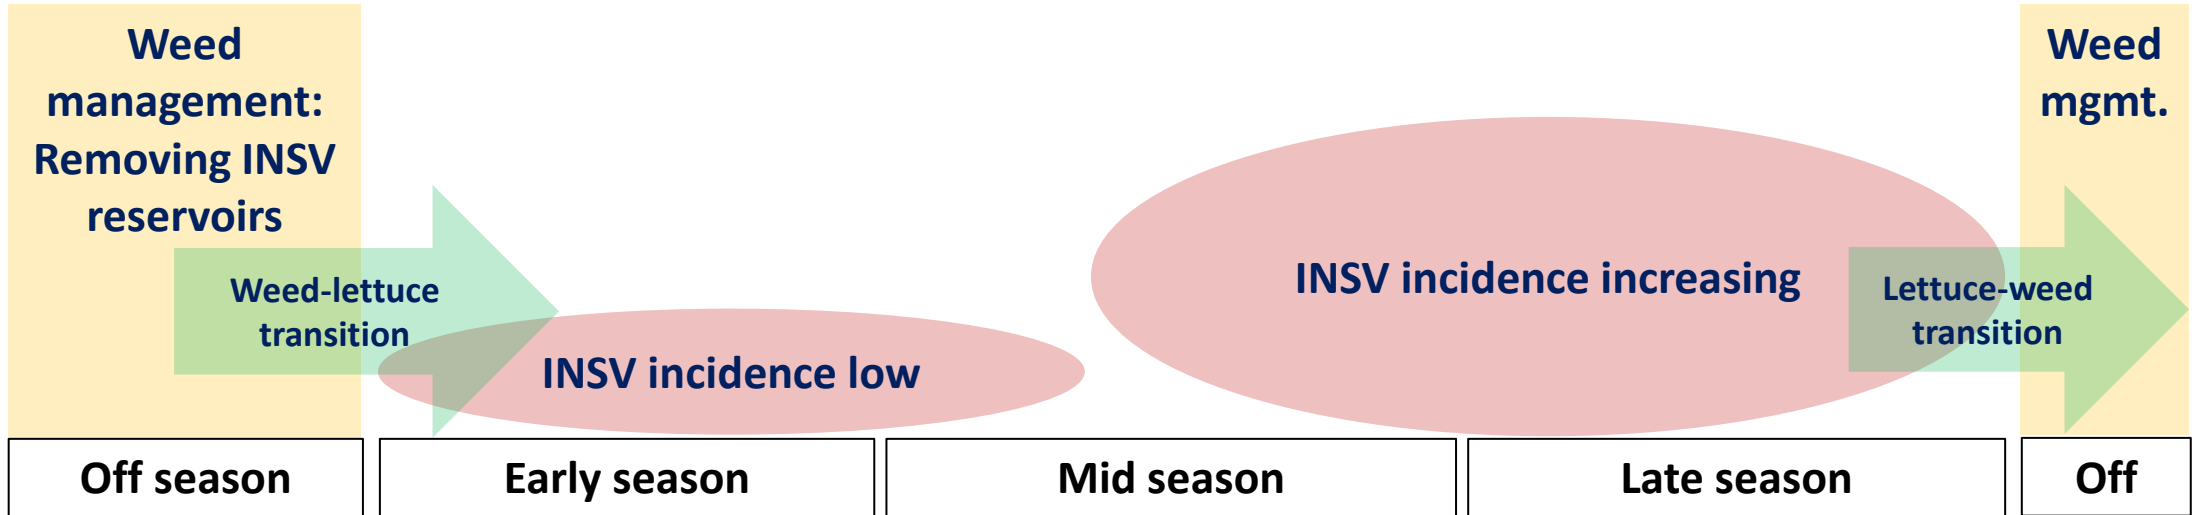 Weed
management:
Removing INSV
reservoirs
Weed-lettuce
transition
INSV incidence low
INSV incidence increasing
Lettuce-weed
transition
Weed
mgmt.
Off season
Early season
Mid season
Late season
Off